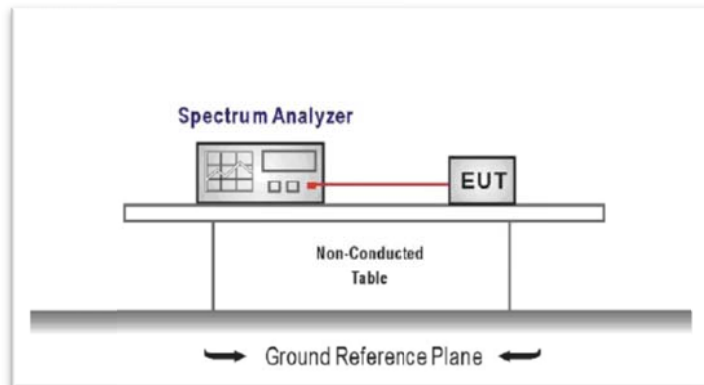 Spectrum Analyzer
EUT
Non-Conducted
Table
Ground Reference Plane